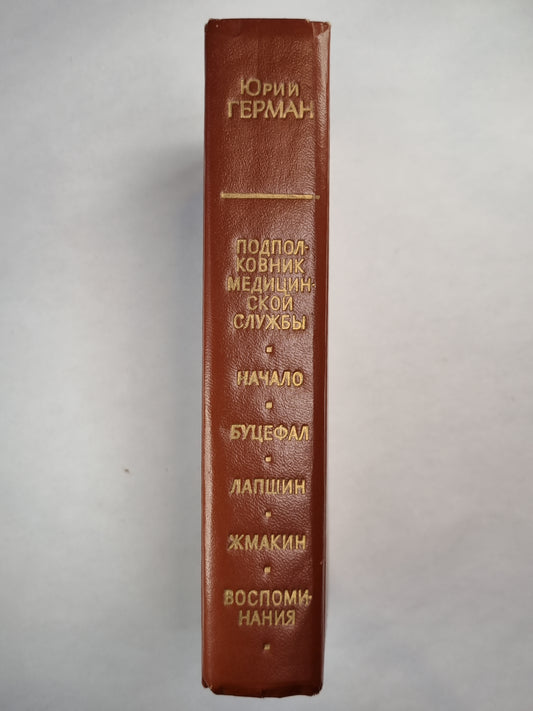 Юрий
ГЕРМАН
ПОДПОЛ-
КОВНИК
МЕДИЦИН-
СКОЙ
СЛУЖБЫ
НАЧАЛО
БУЦЕФАЛ
ЛАПШИН
ЖМАКИН
ВОСПОМИ-
НАНИЯ